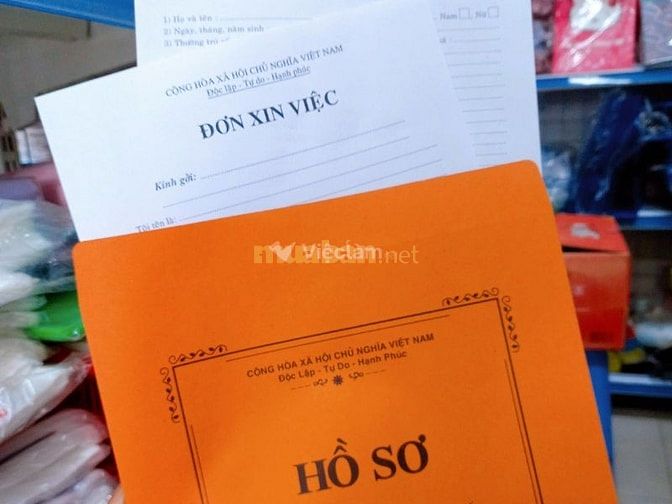 1) Họ và tên
Nam Nữ
2) Ngày, tháng, năm sinh
3) Thường trú
CỘNG HÒA XÃ HỘI CHỦ NGHĨA VIỆT NAM
Độc lập - Tự do - Hạnh phúc
ĐƠN XIN VIỆC
Kính gửi:
Tôi tên là:
Việclàm
muaban.net
CỘNG HÒA XÃ HỘI CHỦ NGHĨA VIỆT NAM
Độc Lập - Tự Do - Hạnh Phúc
HỒ SƠ